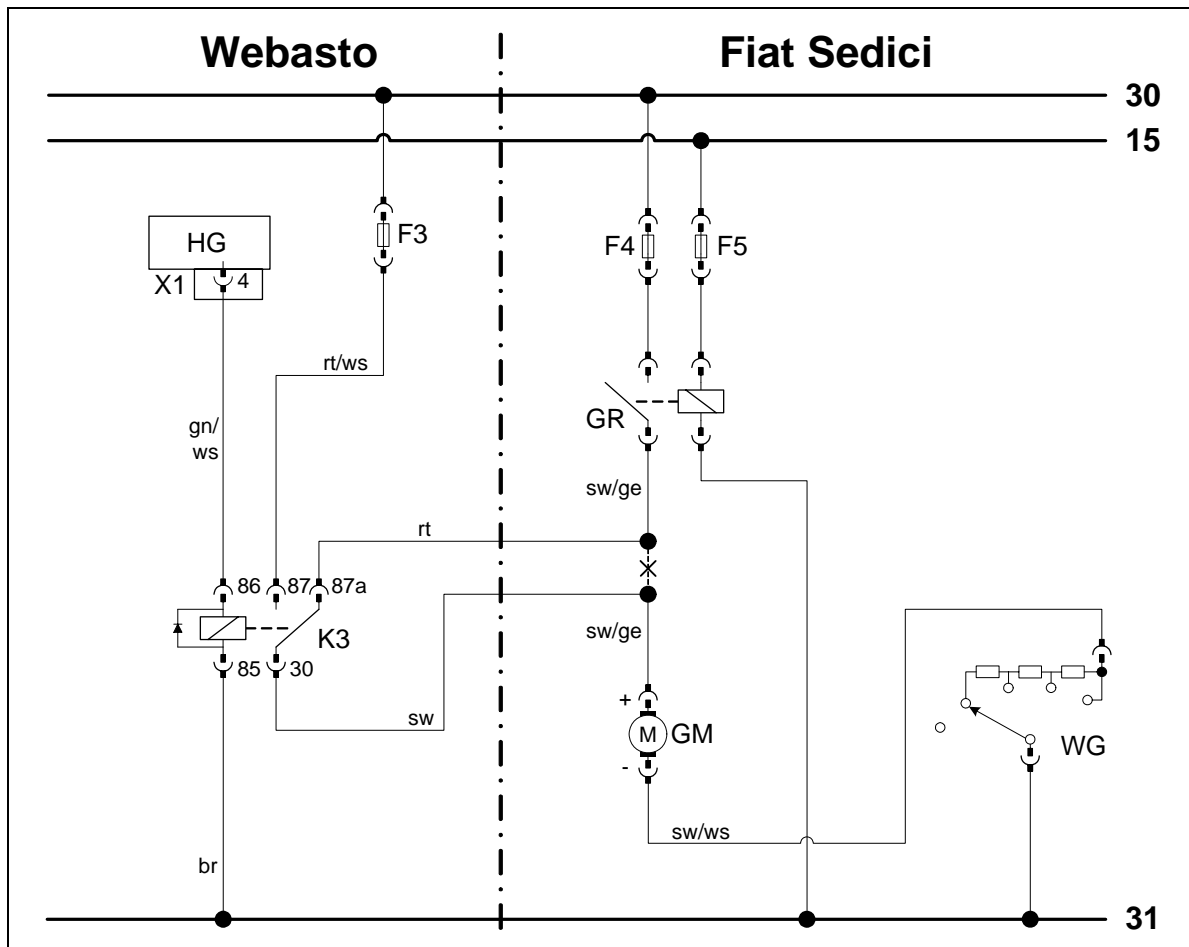 Webasto
Fiat Sedici
30
15
HG
X1
4
F3
F4
F5
rt/ws
gn/
ws
GR
sw/ge
rt
86
87
87a
K3
85
30
sw
sw/ge
+
M
GM
-
WG
sw/ws
br
31